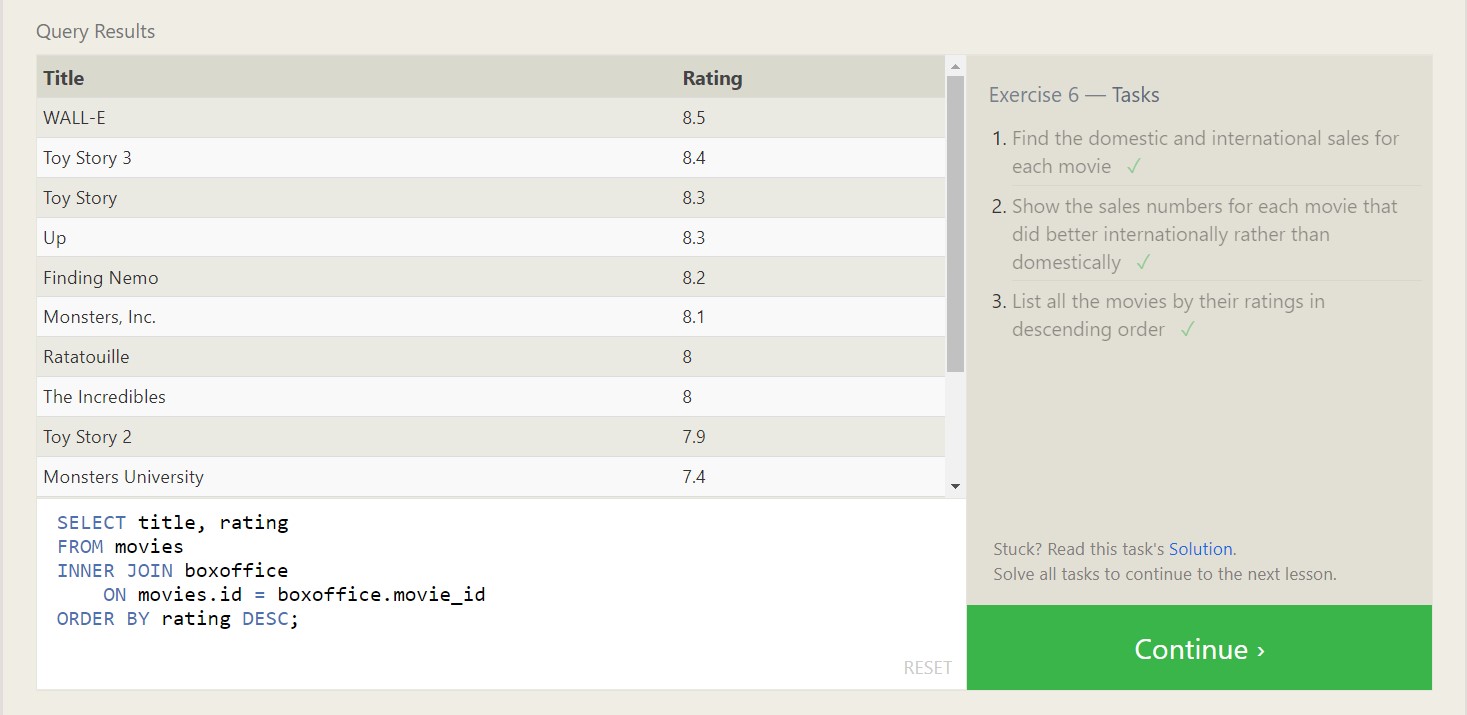 Query Results
Title Rating
WALL-E 8.5
Toy Story 3 8.4
Toy Story 8.3
Up 8.3
Finding Nemo 8.2
Monsters, Inc. 8.1
Ratatouille 8
The Incredibles 8
Toy Story 2 7.9
Monsters University 7.4
SELECT title, rating
FROM movies
INNER JOIN boxoffice
    ON movies.id = boxoffice.movie_id
ORDER BY rating DESC;
RESET
Exercise 6 — Tasks
1. Find the domestic and international sales for
each movie ✓
2. Show the sales numbers for each movie that
did better internationally rather than
domestically ✓
3. List all the movies by their ratings in
descending order ✓
Stuck? Read this task's Solution.
Solve all tasks to continue to the next lesson.
Continue ›